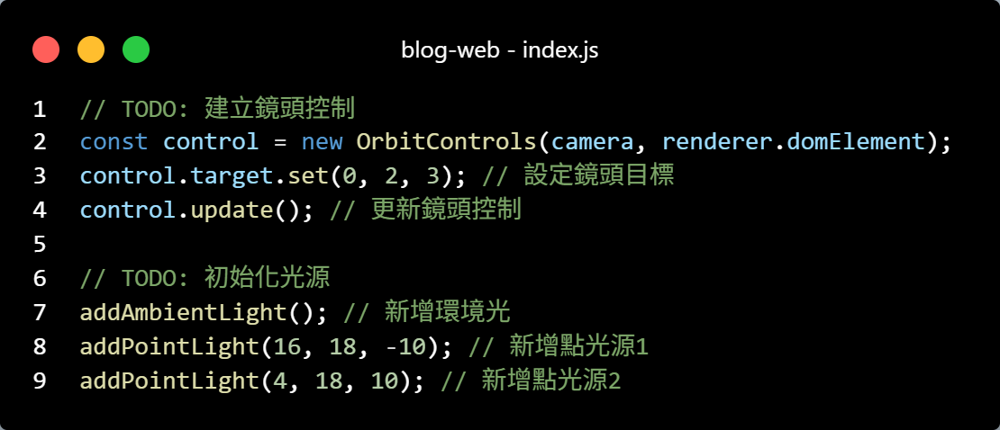 blog-web - index.js
1 // TODO: 建立鏡頭控制
2 const control = new OrbitControls(camera, renderer.domElement);
3 control.target.set(0, 2, 3); // 設定鏡頭目標
4 control.update(); // 更新鏡頭控制
5
6 // TODO: 初始化光源
7 addAmbientLight(); // 新增環境光
8 addPointLight(16, 18, -10); // 新增點光源1
9 addPointLight(4, 18, 10); // 新增點光源2